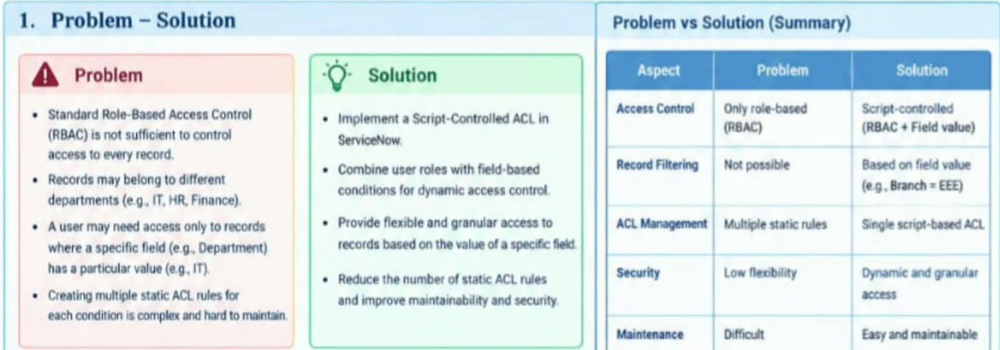 1. Problem – Solution
Problem
• Standard Role-Based Access Control
(RBAC) is not sufficient to control
access to every record.
• Records may belong to different
departments (e.g., IT, HR, Finance).
• A user may need access only to records
where a specific field (e.g., Department)
has a particular value (e.g., IT).
• Creating multiple static ACL rules for
each condition is complex and hard to maintain.
Solution
• Implement a Script-Controlled ACL in
ServiceNow.
• Combine user roles with field-based
conditions for dynamic access control.
• Provide flexible and granular access to
records based on the value of a specific field.
• Reduce the number of static ACL rules
and improve maintainability and security.
Problem vs Solution (Summary)
Aspect Problem Solution
Access Control Only role-based Script-controlled
(RBAC) (RBAC + Field value)
Record Filtering Not possible Based on field value
(e.g., Branch = EEE)
ACL Management Multiple static rules Single script-based ACL
Security Low flexibility Dynamic and granular
access
Maintenance Difficult Easy and maintainable